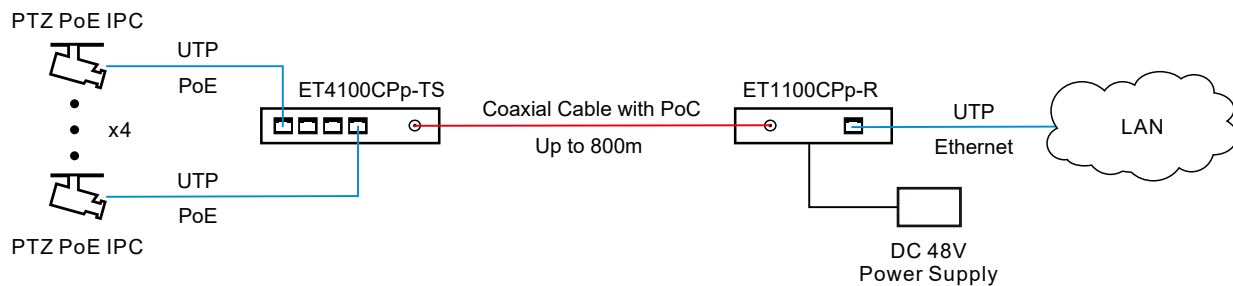 PTZ PoE IPC
UTP
PoE
x4
UTP
PoE
PTZ PoE IPC
ET4100CPp-TS
Coaxial Cable with PoC
Up to 800m
ET1100CPp-R
UTP
Ethernet
LAN
DC 48V
Power Supply